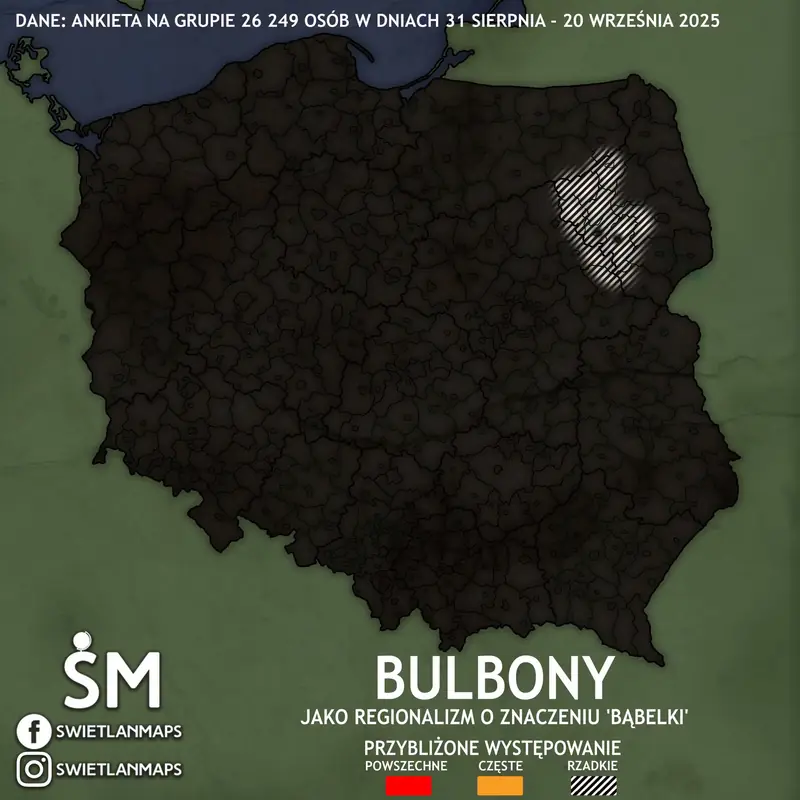 DANE: ANKIETA NA GRUPIE 26 249 OSÓB W DNIACH 31 SIERPNIA - 20 WRZEŚNIA 2025
ŚM
SWIETLANMAPS
SWIETLANMAPS
BULBONY
JAKO REGIONALIZM O ZNACZENIU 'BĄBELKI'
PRZYBLIŻONE WYSTĘPOWANIE
POWSZECHNE CZĘSTE RZADKIE